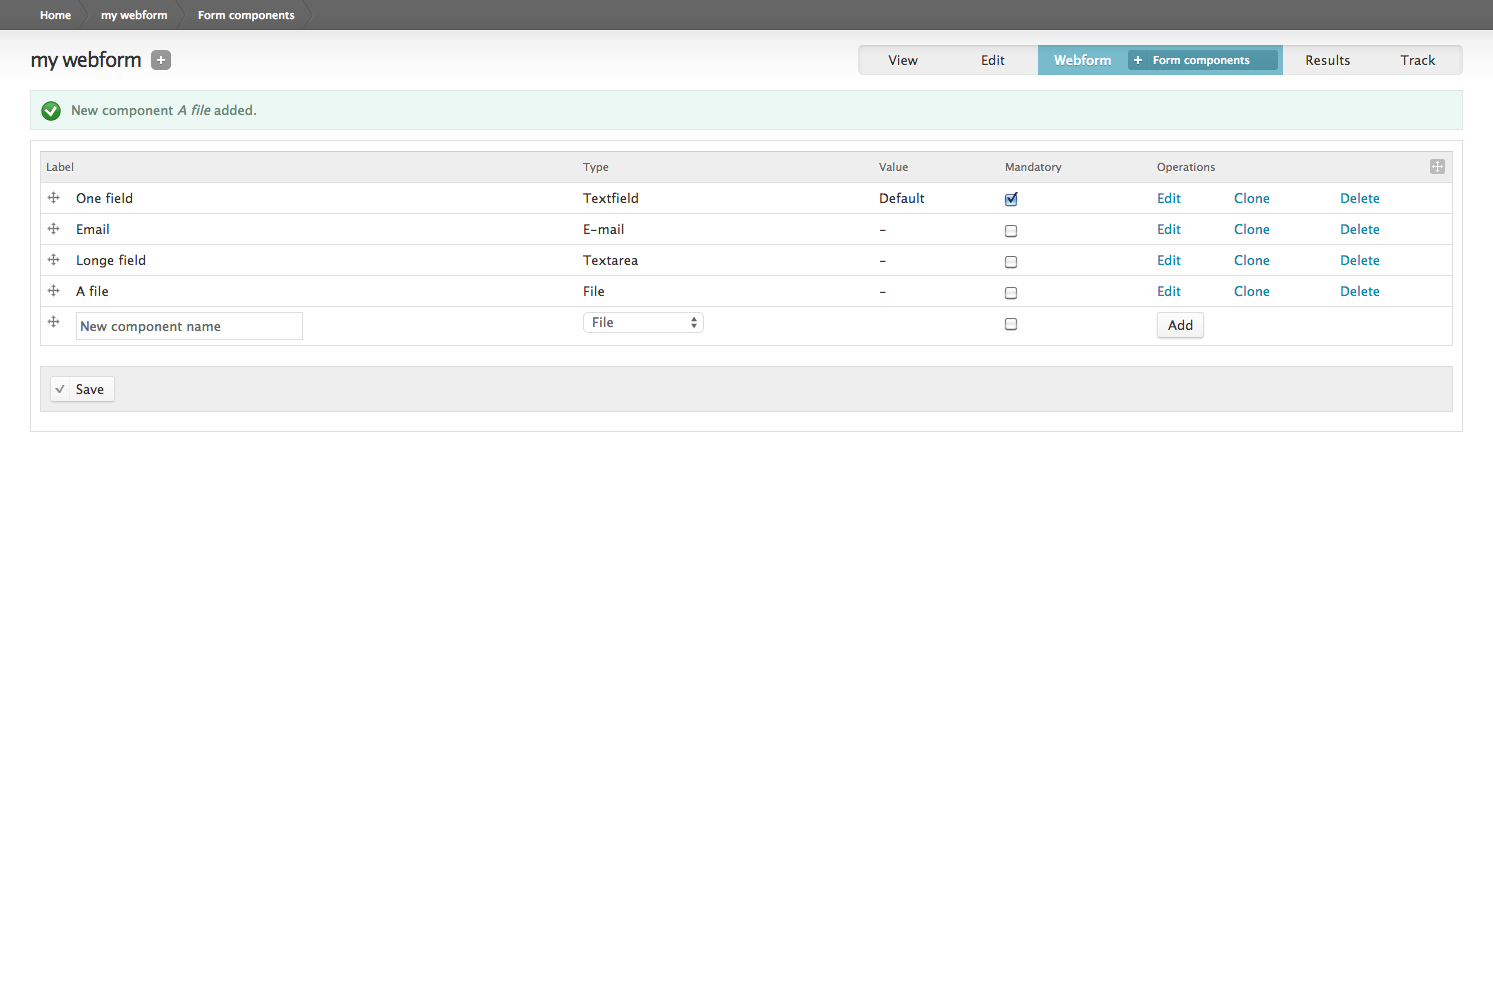 Home my webform Form components
my webform
View Edit Webform Form components Results Track
New component A file added.
Label Type Value Mandatory Operations
One field Textfield Default Edit Clone Delete
Email E-mail - Edit Clone Delete
Longe field Textarea - Edit Clone Delete
A file File - Edit Clone Delete
New component name File Add
Save